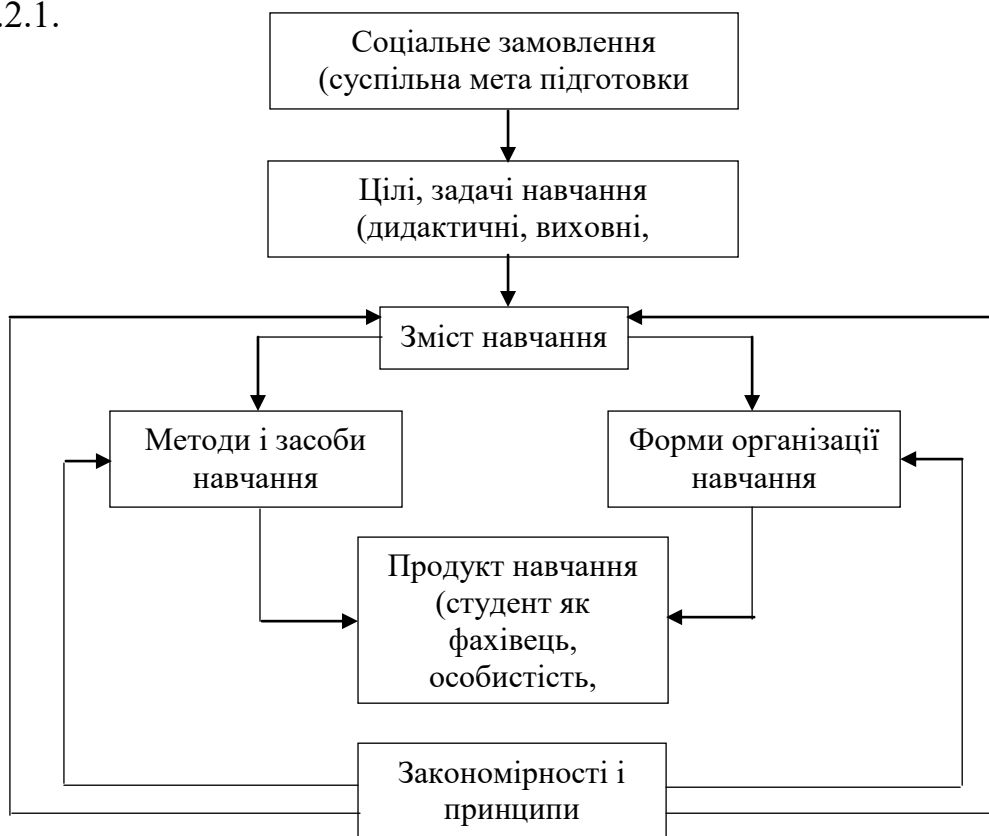 .2.1.
Соціальне замовлення
(суспільна мета підготовки
Цілі, задачі навчання
(дидактичні, виховні,
Зміст навчання
Методи і засоби
навчання
Форми організації
навчання
Продукт навчання
(студент як
фахівець,
особистість,
Закономірності і
принципи